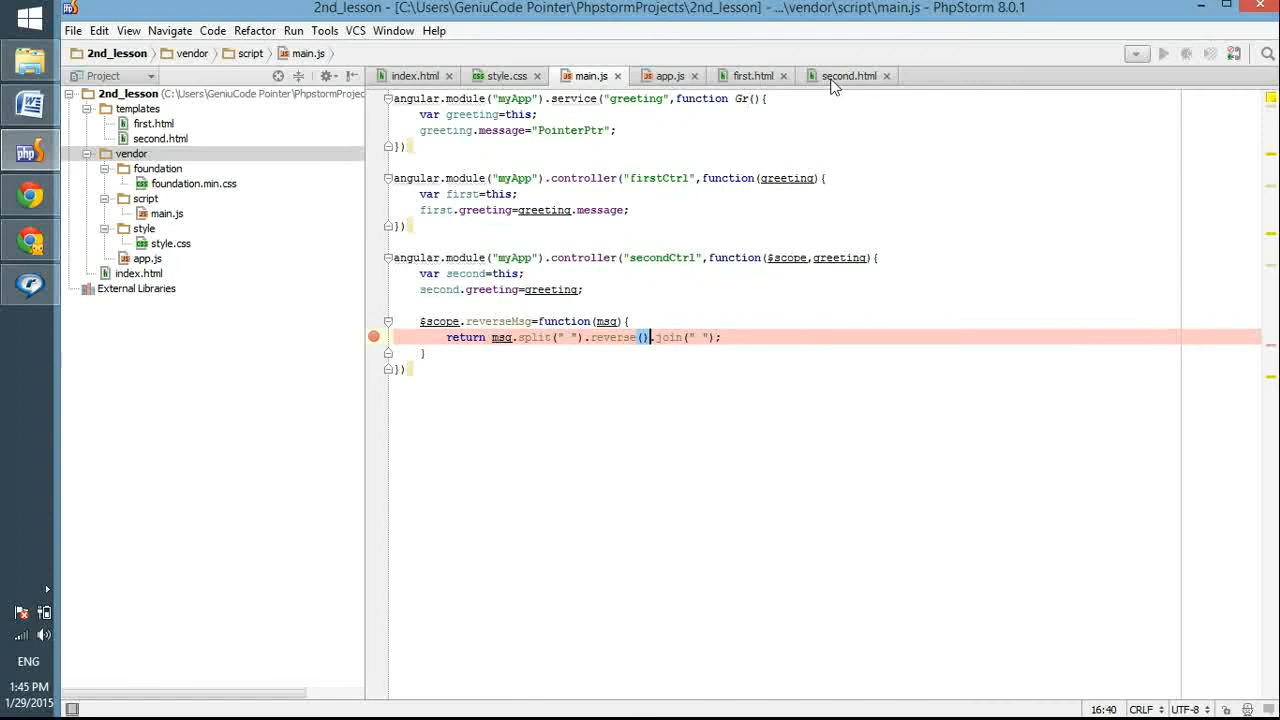 2nd_lesson - [C:\Users\GeniuCode Pointer\PhpstormProjects\2nd_lesson] - ...\vendor\script\main.js - PhpStorm 8.0.1
File Edit View Navigate Code Refactor Run Tools VCS Window Help
2nd_lesson vendor script main.js
Project
index.html style.css main.js app.js first.html second.html
2nd_lesson (C:\Users\GeniuCode Pointer\PhpstormProjec
templates
first.html
second.html
vendor
foundation
foundation.min.css
script
main.js
style
style.css
app.js
index.html
External Libraries
angular.module("myApp").service("greeting",function Gr(){
var greeting=this;
greeting.message="PointerPtr";
})
angular.module("myApp").controller("firstCtrl",function(greeting){
var first=this;
first.greeting=greeting.message;
})
angular.module("myApp").controller("secondCtrl",function($scope,greeting){
var second=this;
second.greeting=greeting;
$scope.reverseMsg=function(msg){
return msg.split(" ").reverse().join(" ");
}
})
ENG
1:45 PM
1/29/2015
16:40 CRLF UTF-8